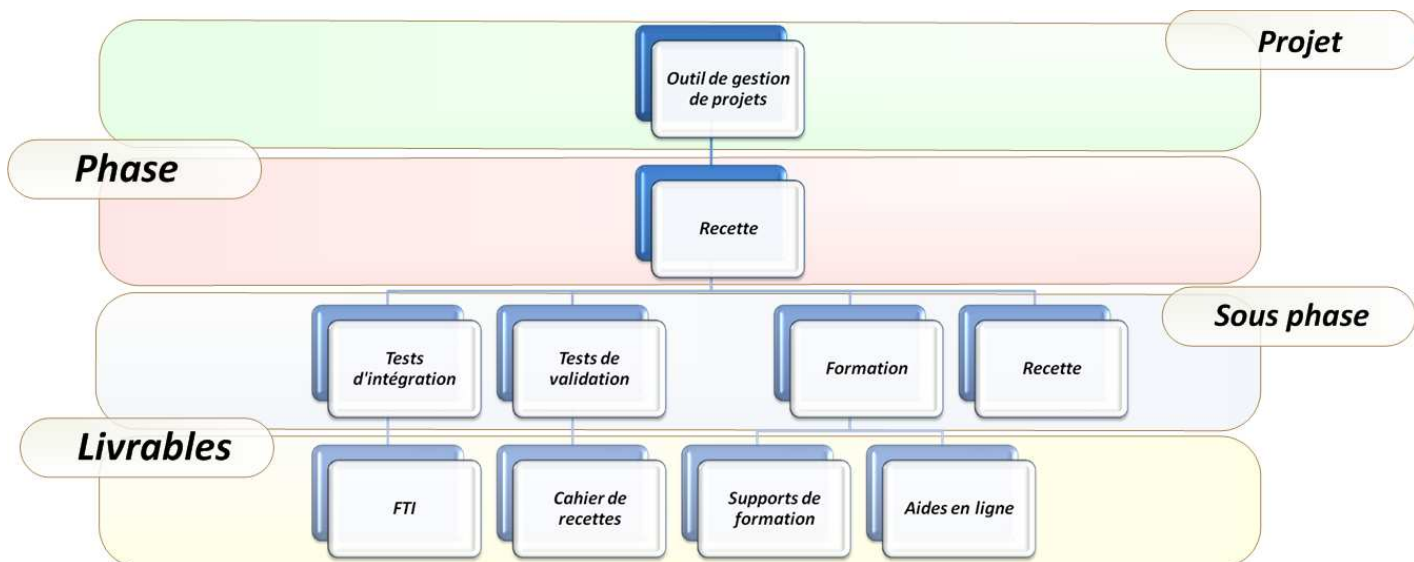 Projet
Outil de gestion
de projets
Phase
Recette
Sous phase
Tests
d'intégration
Tests de
validation
Formation
Recette
Livrables
FTI
Cahier de
recettes
Supports de
formation
Aides en ligne